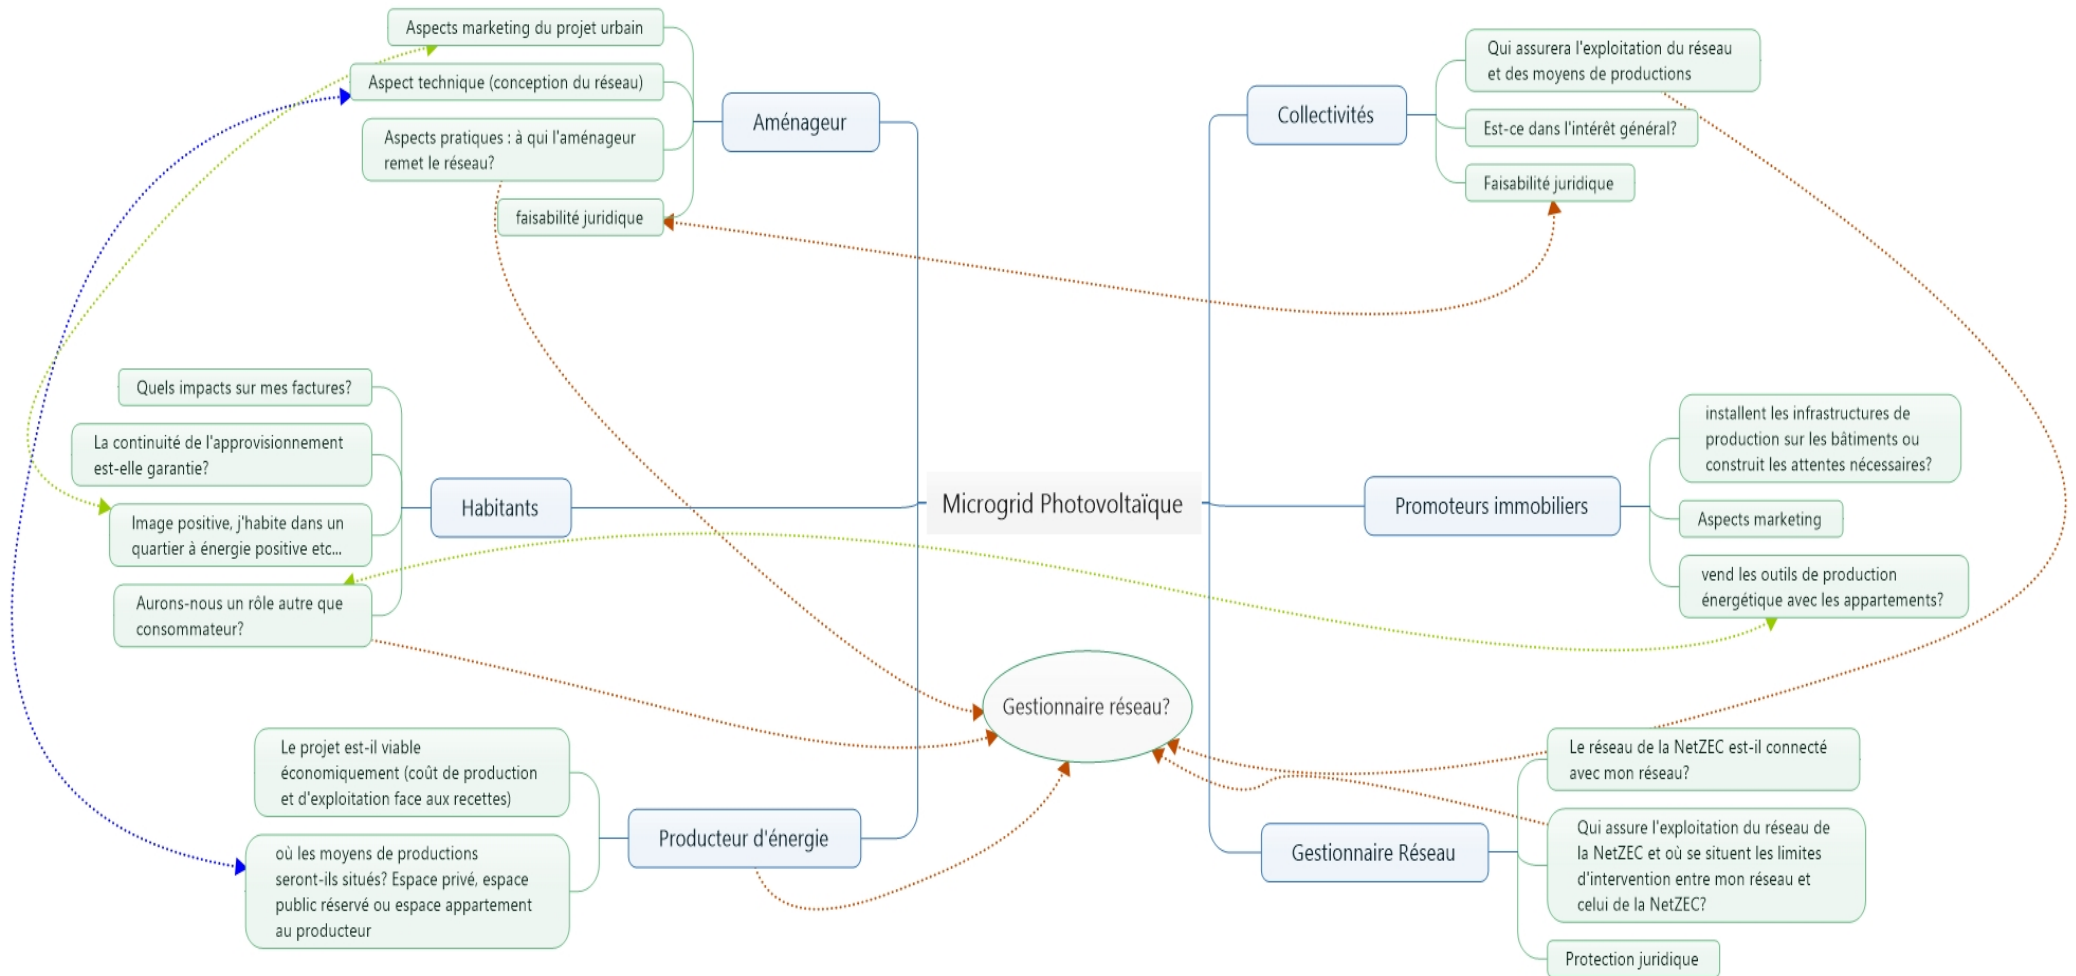 Aspects marketing du projet urbain
Aspect technique (conception du réseau)
Aspects pratiques : à qui l'aménageur
remet le réseau?
faisabilité juridique
Aménageur
Quels impacts sur mes factures?
La continuité de l'approvisionnement
est-elle garantie?
Image positive, j'habite dans un
quartier à énergie positive etc...
Aurons-nous un rôle autre que
consommateur?
Habitants
Le projet est-il viable
économiquement (coût de production
et d'exploitation face aux recettes)
où les moyens de productions
seront-ils situés? Espace privé, espace
public réservé ou espace appartement
au producteur
Producteur d'énergie
Microgrid Photovoltaïque
Gestionnaire réseau?
Collectivités
Qui assurera l'exploitation du réseau
et des moyens de productions
Est-ce dans l'intérêt général?
Faisabilité juridique
Promoteurs immobiliers
installent les infrastructures de
production sur les bâtiments ou
construit les attentes nécessaires?
Aspects marketing
vend les outils de production
énergétique avec les appartements?
Gestionnaire Réseau
Le réseau de la NetZEC est-il connecté
avec mon réseau?
Qui assure l'exploitation du réseau de
la NetZEC et où se situent les limites
d'intervention entre mon réseau et
celui de la NetZEC?
Protection juridique